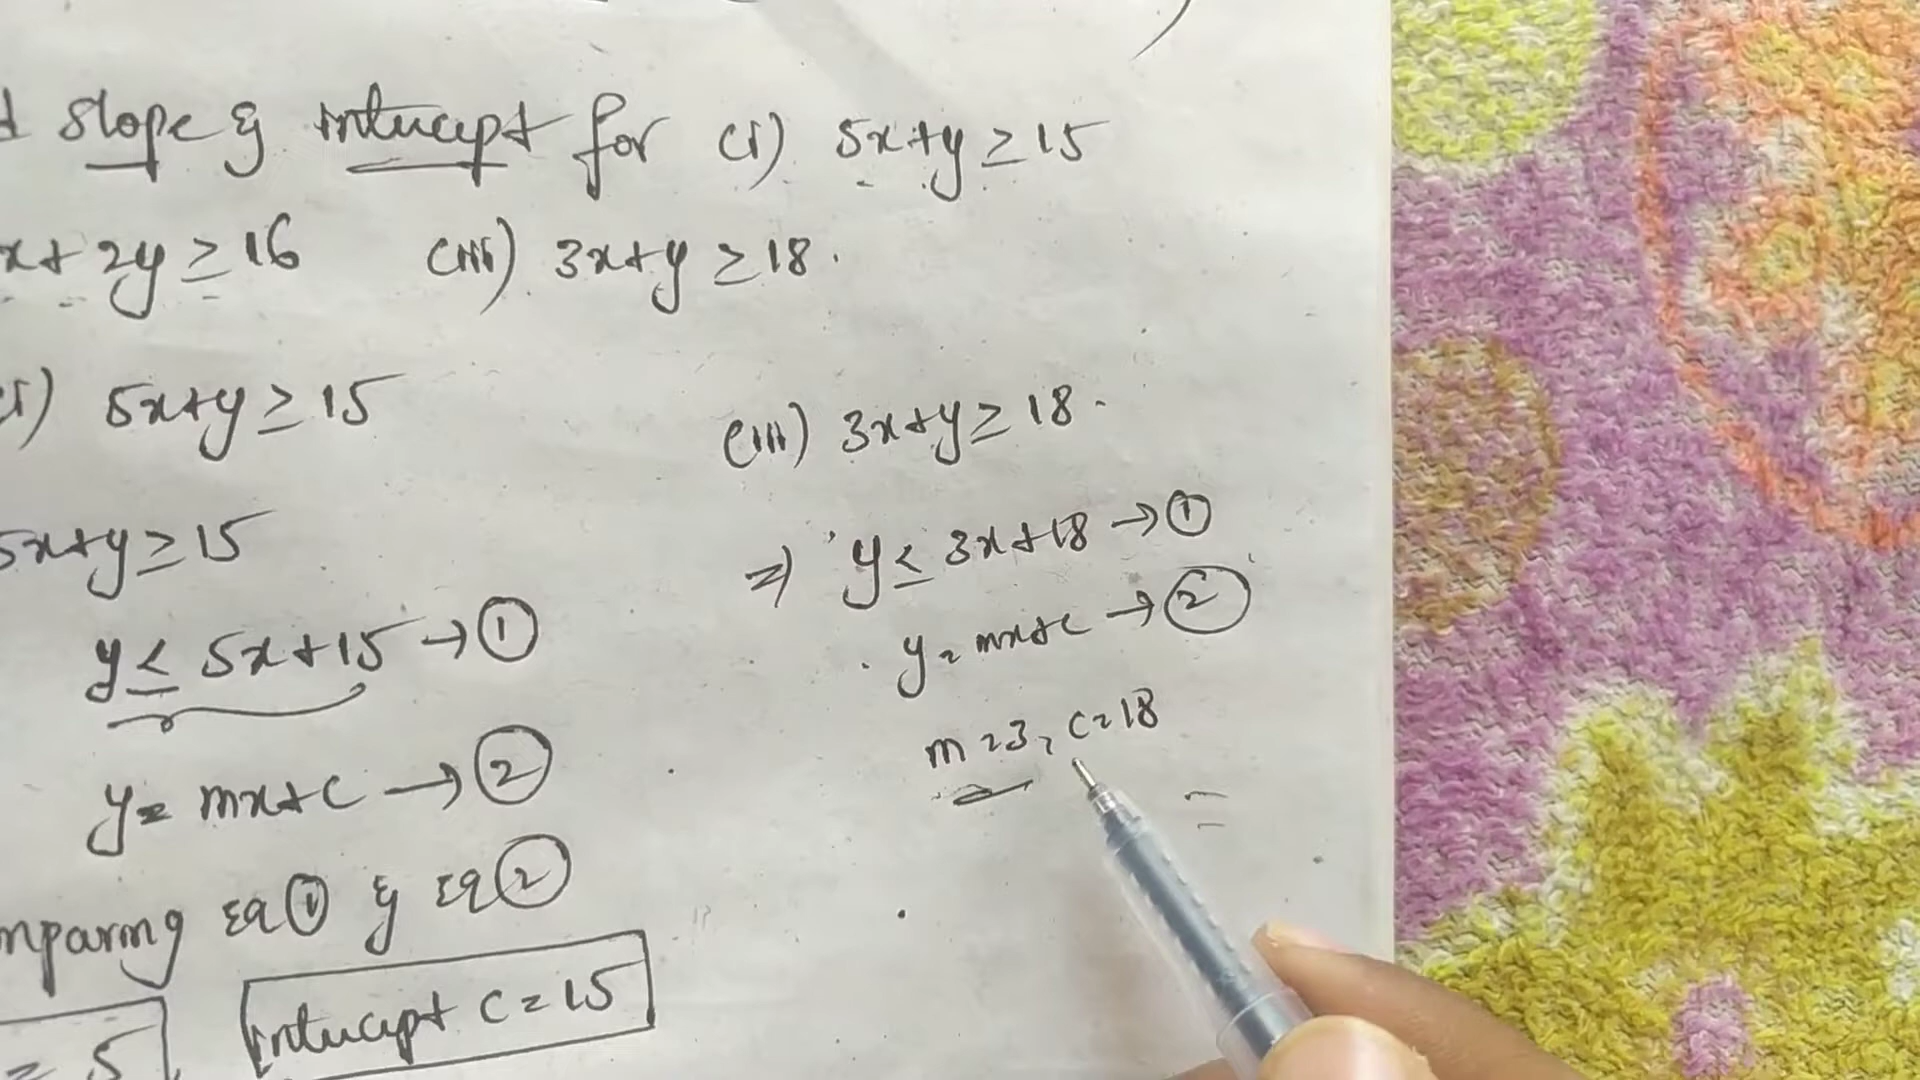 slope & intercept for (i) 5x+y ≥ 15
x + 2y ≥ 16 (iii) 3x+y ≥ 18.
5x+y ≥ 15
5x+y ≥ 15
y ≤ 5x+15 → ①
y = mx+c → ②
mparing Eq ① & Eq ②
= 5 intercept c = 15
(iii) 3x+y ≥ 18.
⇒ y ≤ 3x+18 → ①
y = mx+c → ②
m = 3, c = 18